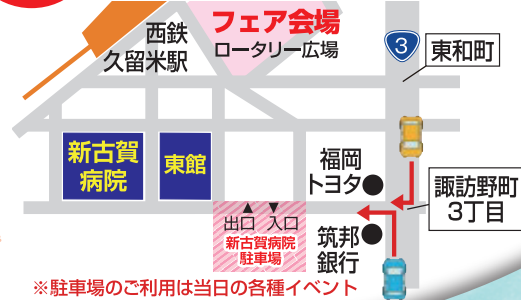 フェア会場
ロータリー広場
西鉄
久留米駅
3
東和町
新古賀
病院
東館
福岡
トヨタ
諏訪野町
3丁目
出口 入口
新古賀病院
駐車場
筑邦
銀行
※駐車場のご利用は当日の各種イベント